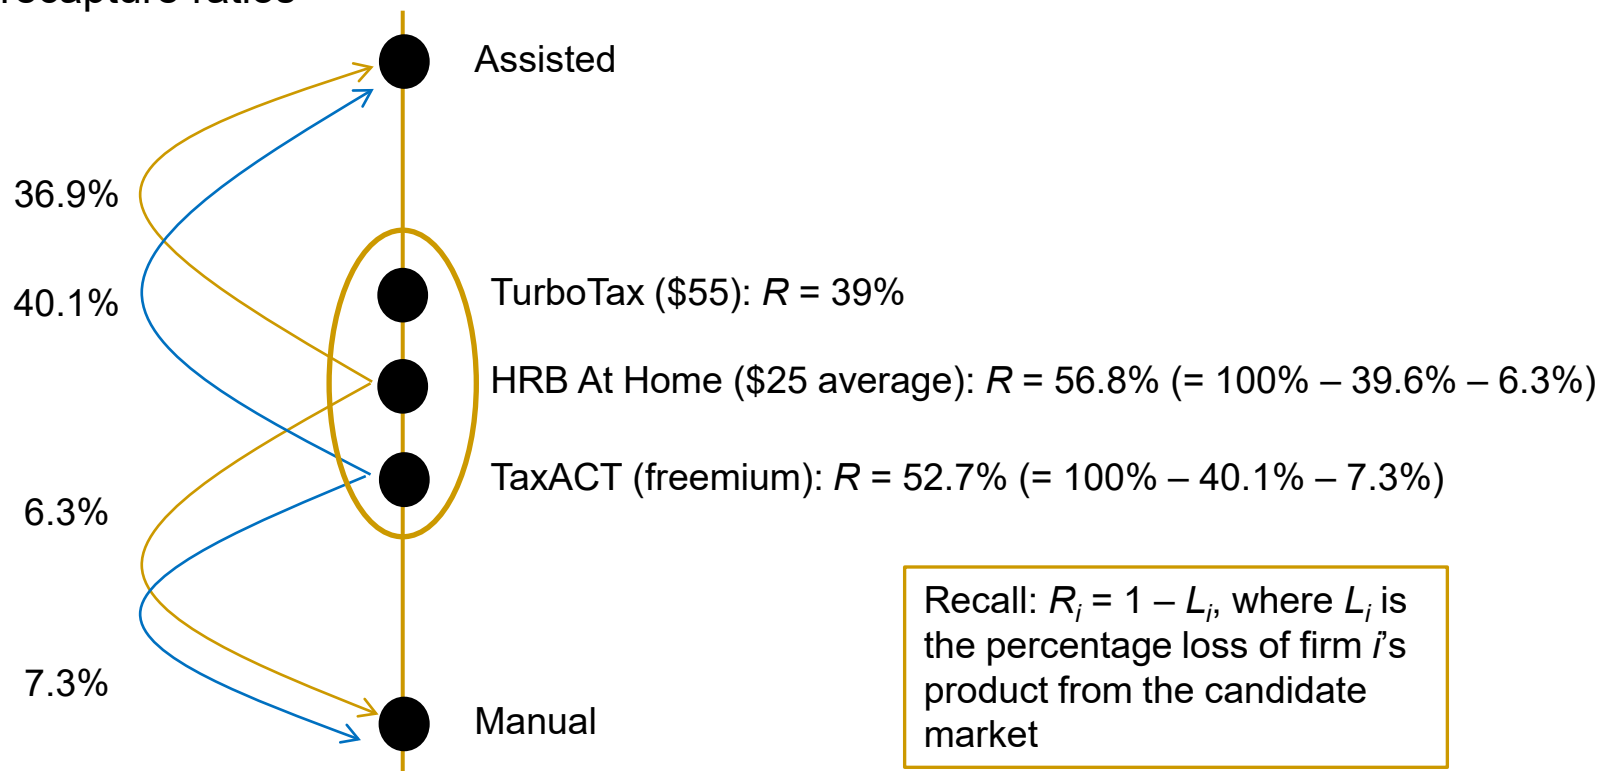 recapture ratios
Assisted
36.9%
40.1%
TurboTax ($55): R = 39%
HRB At Home ($25 average): R = 56.8% (= 100% – 39.6% – 6.3%)
TaxACT (freemium): R = 52.7% (= 100% – 40.1% – 7.3%)
6.3%
7.3%
Manual
Recall: Ri = 1 – Li, where Li is
the percentage loss of firm i's
product from the candidate
market